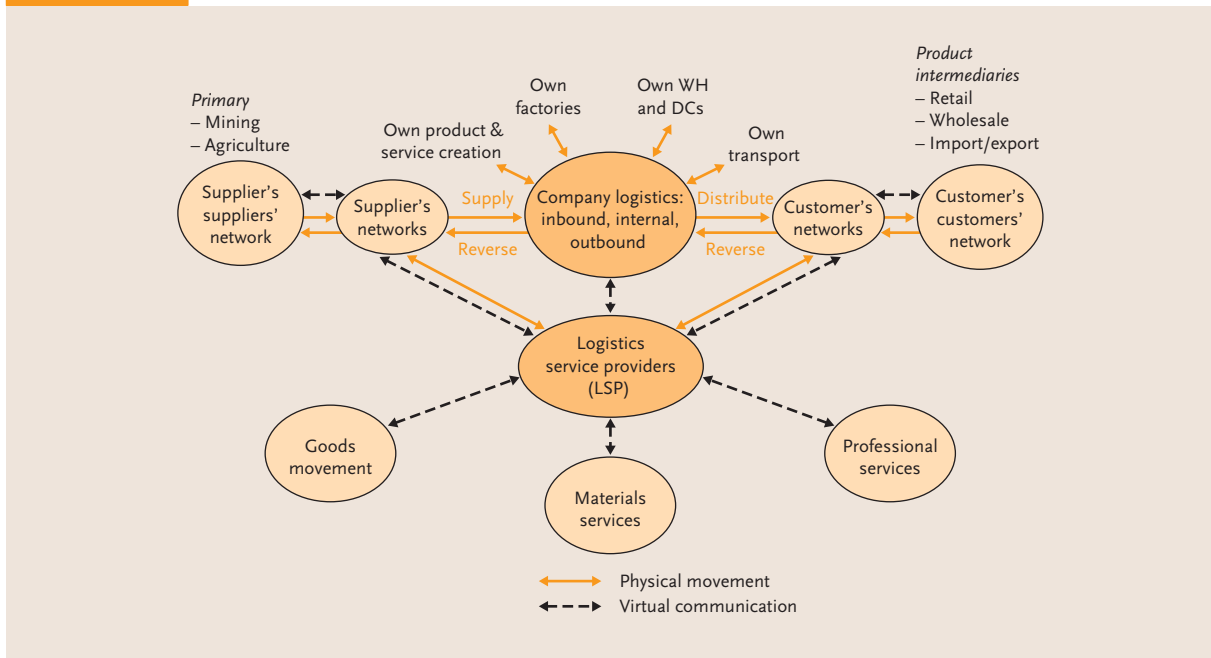 Primary
– Mining
– Agriculture
Own product &
service creation
Own
factories
Own WH
and DCs
Own
transport
Product
intermediaries
– Retail
– Wholesale
– Import/export
Supplier’s
suppliers’
network
Supplier’s
networks
Supply
Reverse
Company logistics:
inbound, internal,
outbound
Distribute
Reverse
Customer’s
networks
Customer’s
customers’
network
Logistics
service providers
(LSP)
Goods
movement
Materials
services
Professional
services
Physical movement
Virtual communication